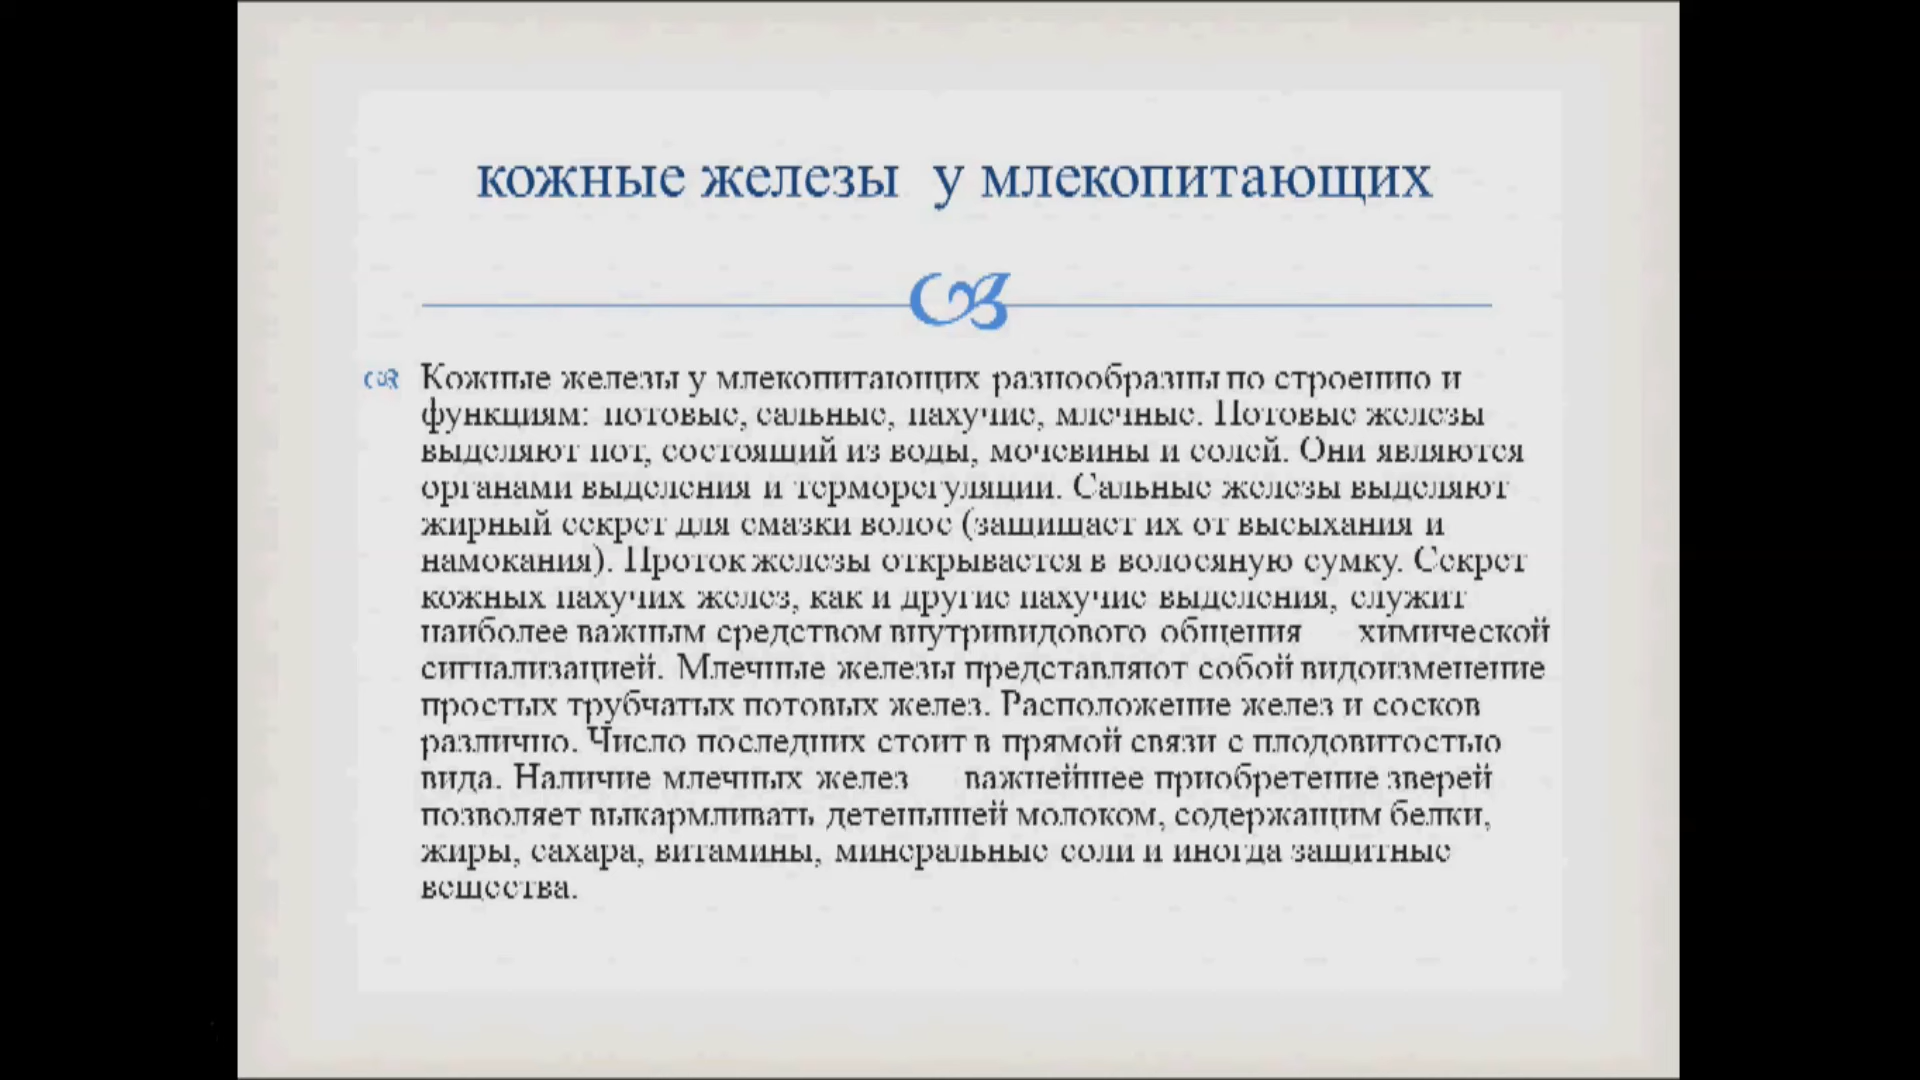 кожные железы у млекопитающих
Кожные железы у млекопитающих разнообразны по строению и
функциям: потовые, сальные, пахучие, млечные. Потовые железы
выделяют пот, состоящий из воды, мочевины и солей. Они являются
органами выделения и терморегуляции. Сальные железы выделяют
жирный секрет для смазки волос (защищает их от высыхания и
намокания). Проток железы открывается в волосяную сумку. Секрет
кожных пахучих желез, как и другие пахучие выделения, служит
наиболее важным средством внутривидового общения химической
сигнализацией. Млечные железы представляют собой видоизменение
простых трубчатых потовых желез. Расположение желез и сосков
различно. Число последних стоит в прямой связи с плодовитостью
вида. Наличие млечных желез важнейшее приобретение зверей
позволяет выкармливать детенышей молоком, содержащим белки,
жиры, сахара, витамины, минеральные соли и иногда защитные
вещества.